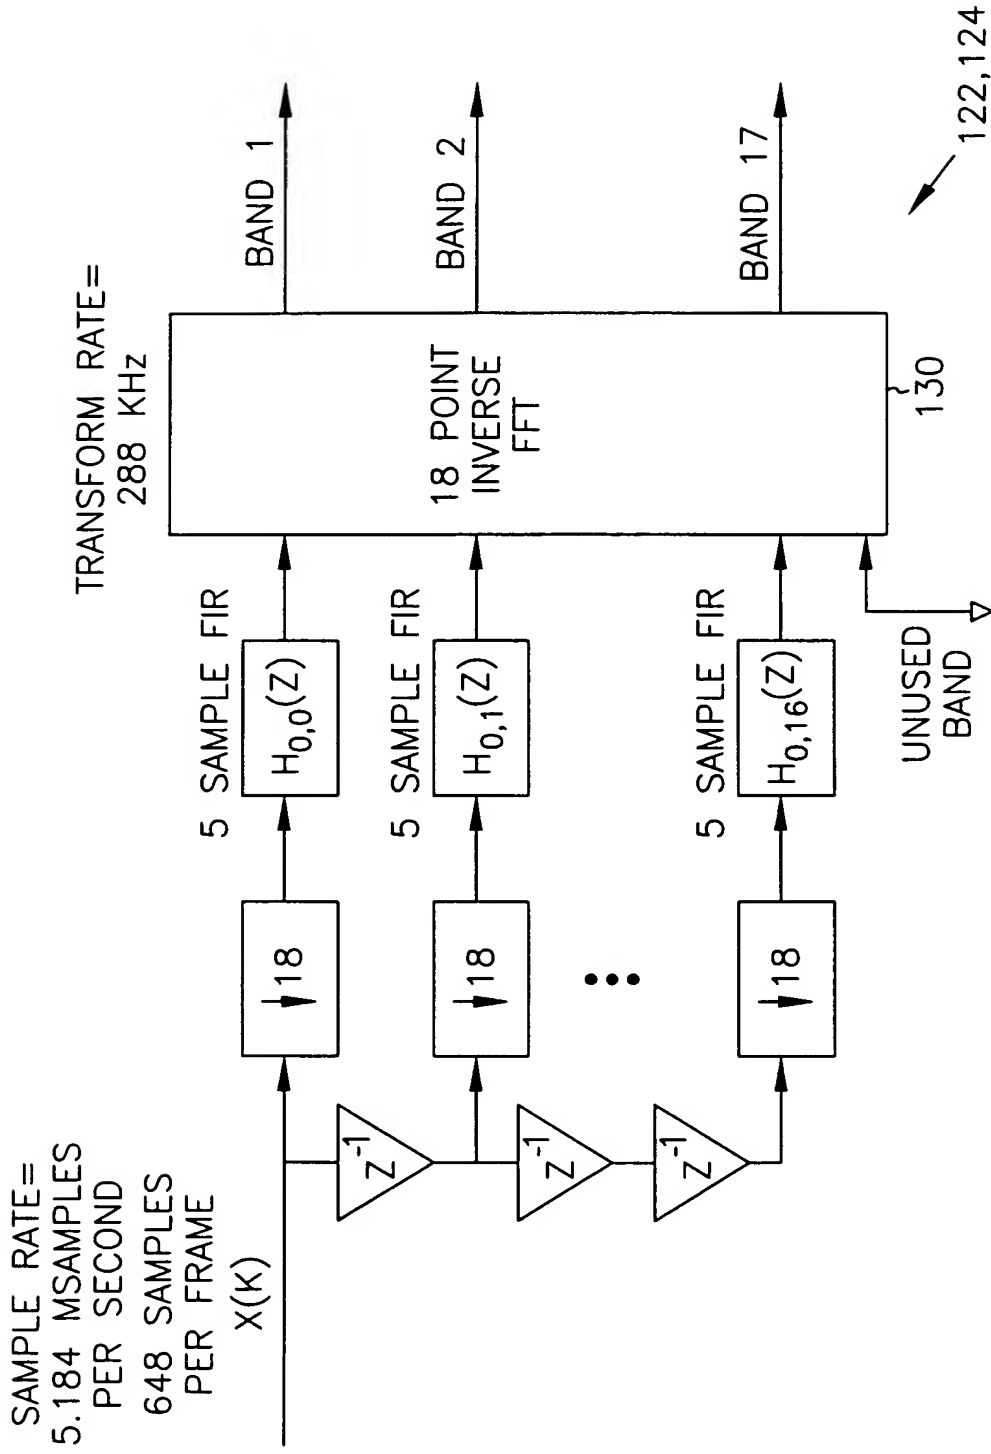 SAMPLE RATE=
5.184 MSAMPLES
PER SECOND
648 SAMPLES
PER FRAME
X(K)
Z-1
Z-1
Z-1
↓18
↓18
•••
↓18
5 SAMPLE FIR
H0,0(Z)
5 SAMPLE FIR
H0,1(Z)
5 SAMPLE FIR
H0,16(Z)
UNUSED
BAND
TRANSFORM RATE=
288 KHz
18 POINT
INVERSE
FFT
130
BAND 1
BAND 2
BAND 17
122,124